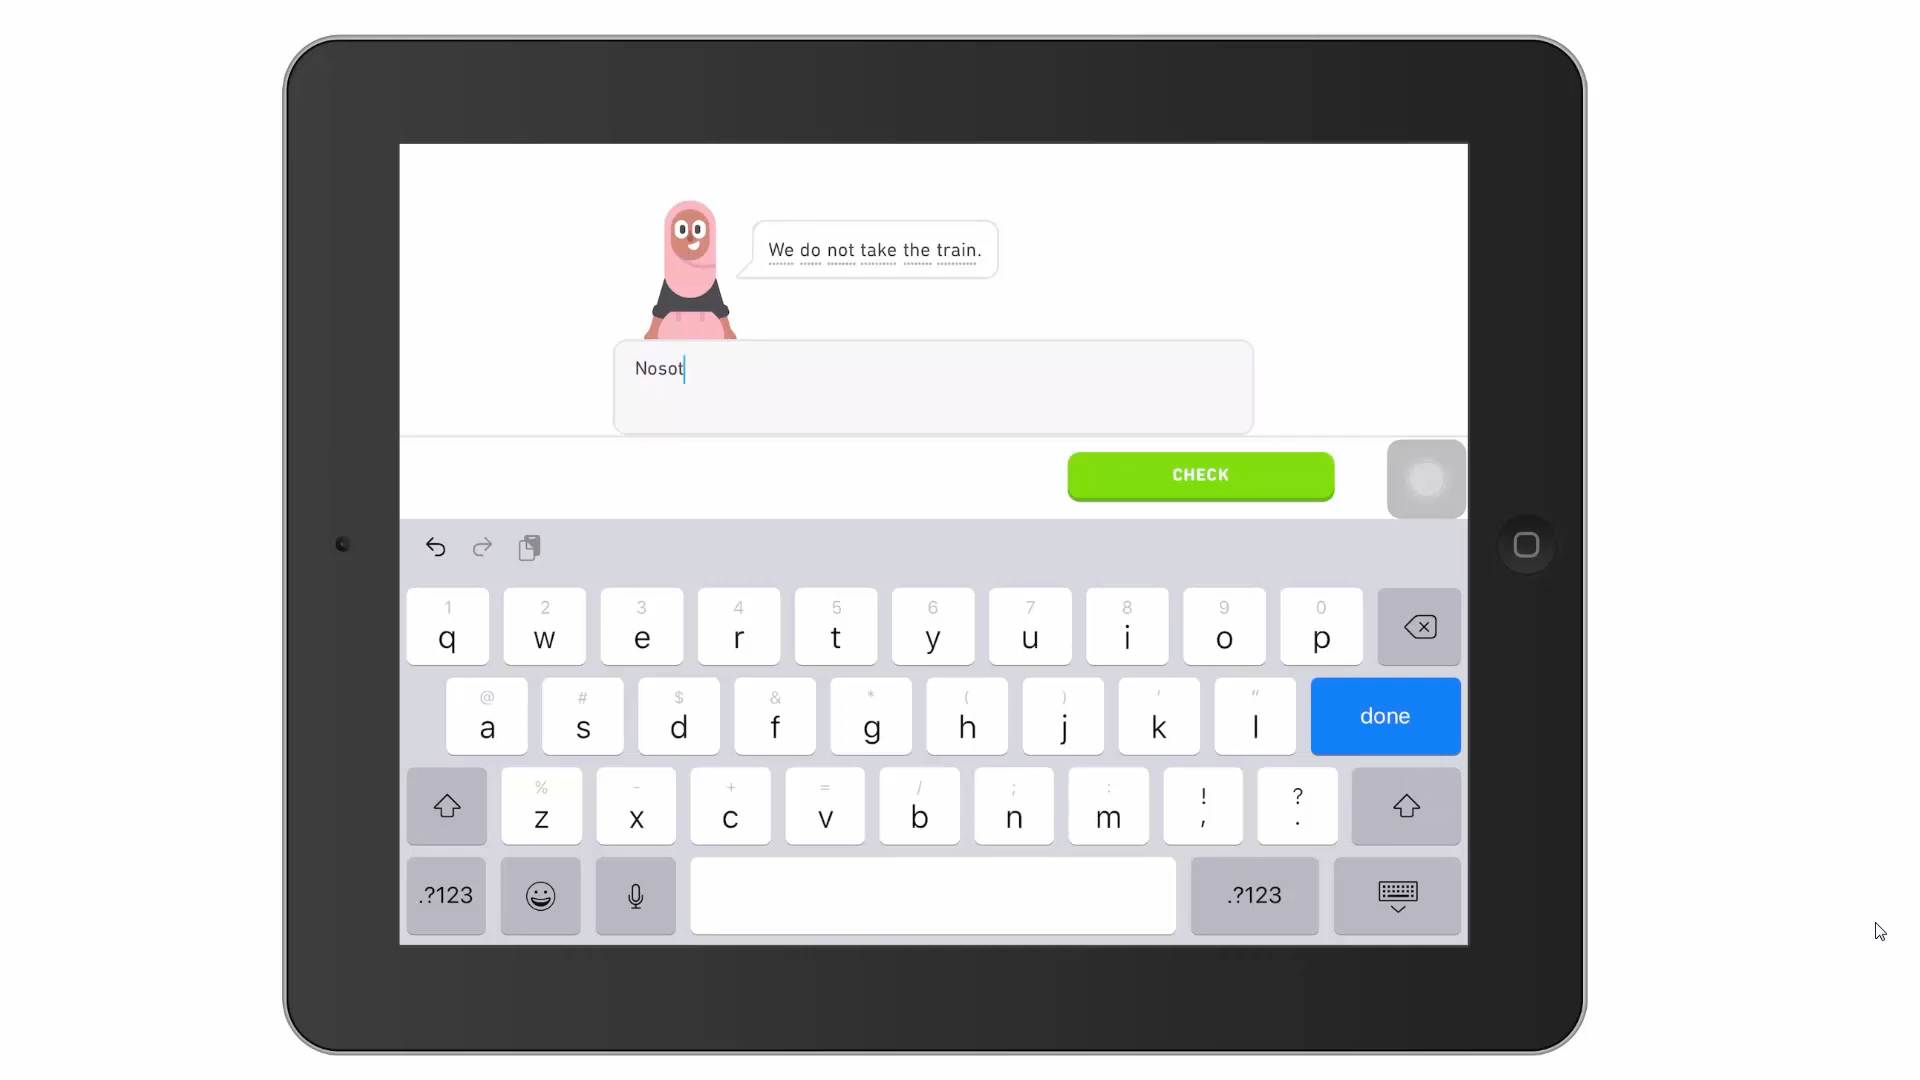 We do not take the train.
Nosot
CHECK
1 2 3 4 5 6 7 8 9 0
q w e r t y u i o p
@ # $ & * ( ) ' "
a s d f g h j k l done
% - + = / ; : ! ?
z x c v b n m , .
.?123 .?123